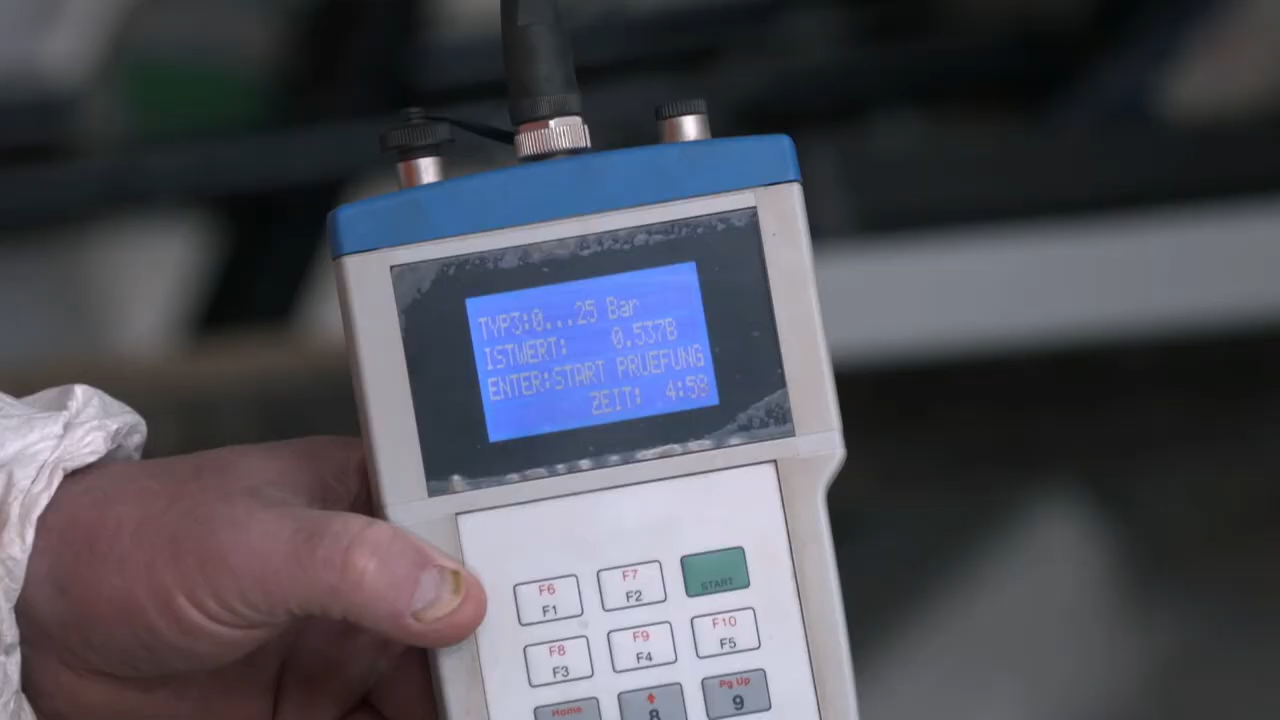 TYP3:0...25 Bar
ISTWERT: 0.537B
ENTER:START PRUEFUNG
ZEIT: 4:58
F6 F7
F1 F2 START
F8 F9 F10
F3 F4 F5
Home Pg Up
8 9